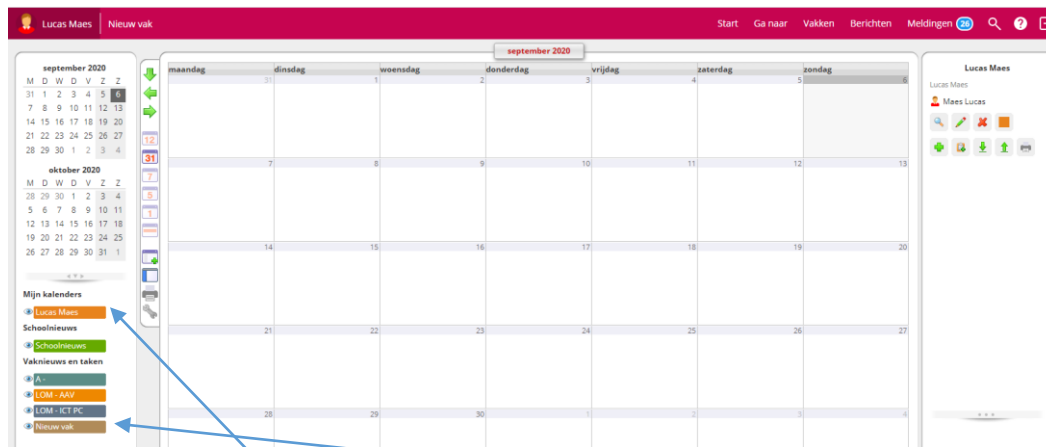 Lucas Maes Nieuw vak Start Ga naar Vakken Berichten Meldingen 26 ?
september 2020
september 2020
M D W D V Z Z
31 1 2 3 4 5 6
7 8 9 10 11 12 13
14 15 16 17 18 19 20
21 22 23 24 25 26 27
28 29 30 1 2 3 4
oktober 2020
M D W D V Z Z
28 29 30 1 2 3 4
5 6 7 8 9 10 11
12 13 14 15 16 17 18
19 20 21 22 23 24 25
26 27 28 29 30 31 1
Mijn kalenders
Lucas Maes
Schoolnieuws
Schoolnieuws
Vaknieuws en taken
A -
LOM - AAV
LOM - ICT PC
Nieuw vak
12
31
7
5
1
maandag dinsdag woensdag donderdag vrijdag zaterdag zondag
31 1 2 3 4 5 6
7 8 9 10 11 12 13
14 15 16 17 18 19 20
21 22 23 24 25 26 27
28 29 30 1 2 3 4
Lucas Maes
Lucas Maes
Maes Lucas